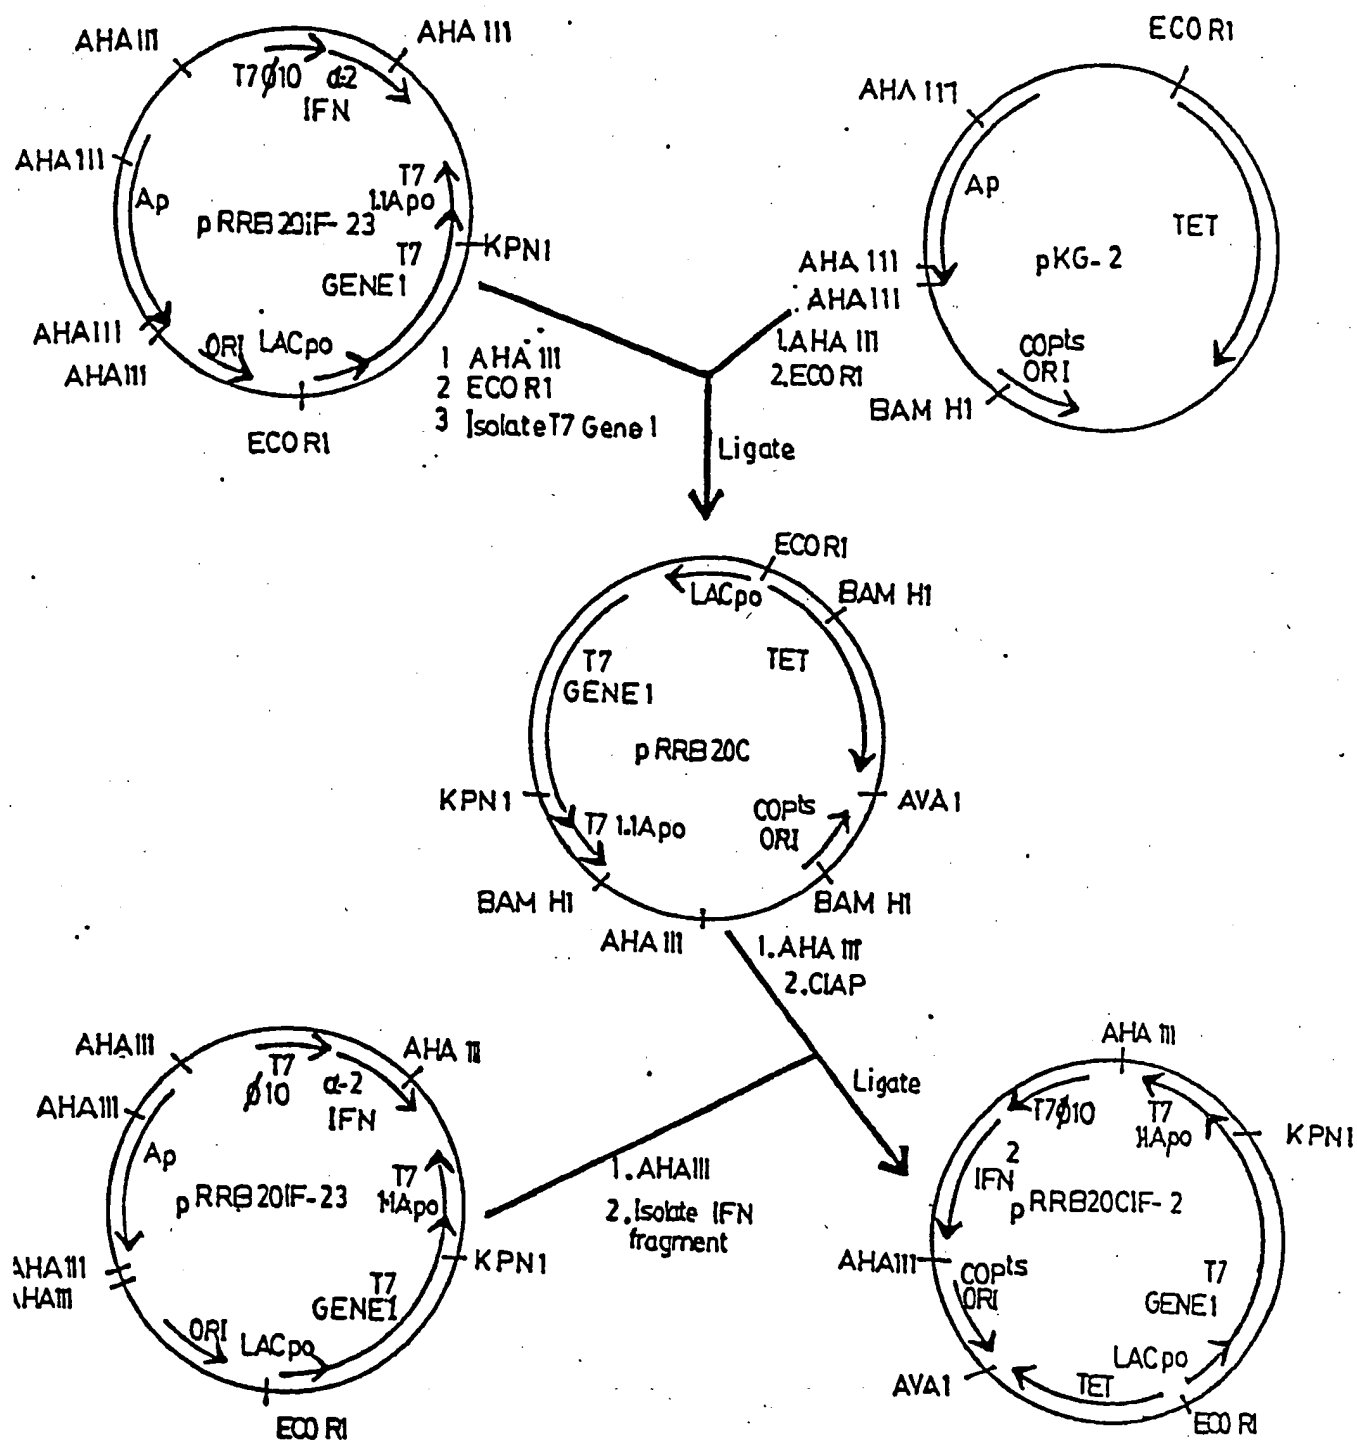 AHA III
AHA III
T7 ø10
α-2
IFN
AHA III
Ap
pRRB20iF-23
T7
1.1Apo
KPN1
T7
GENE1
AHA III
AHA III
ORI
LACpo
ECO R1
1 AHA III
2 ECO R1
3 Isolate T7 Gene 1
ECO R1
AHA 111
Ap
TET
pKG-2
AHA 111
AHA III
COPts
ORI
BAM H1
1.AHA III
2.ECO R1
Ligate
ECO R1
LACpo
BAM H1
T7
GENE1
TET
pRRB20C
KPN1
AVA1
T7 1.1Apo
COPts
ORI
BAM H1
BAM H1
AHA III
1.AHA III
2.CIAP
AHA III
T7
ø10
α-2
IFN
AHA III
AHA III
Ap
pRRB20IF-23
T7
1·1Apo
KPN1
AHA III
AHA III
T7
GENE1
ORI
LACpo
ECO R1
1.AHA III
2.Isolate IFN
fragment
Ligate
AHA III
T7ø10
T7
1·1Apo
KPN1
2
IFN
pRRB20CIF-2
AHA III
COPts
ORI
T7
GENE1
LACpo
AVA1
TET
ECO R1